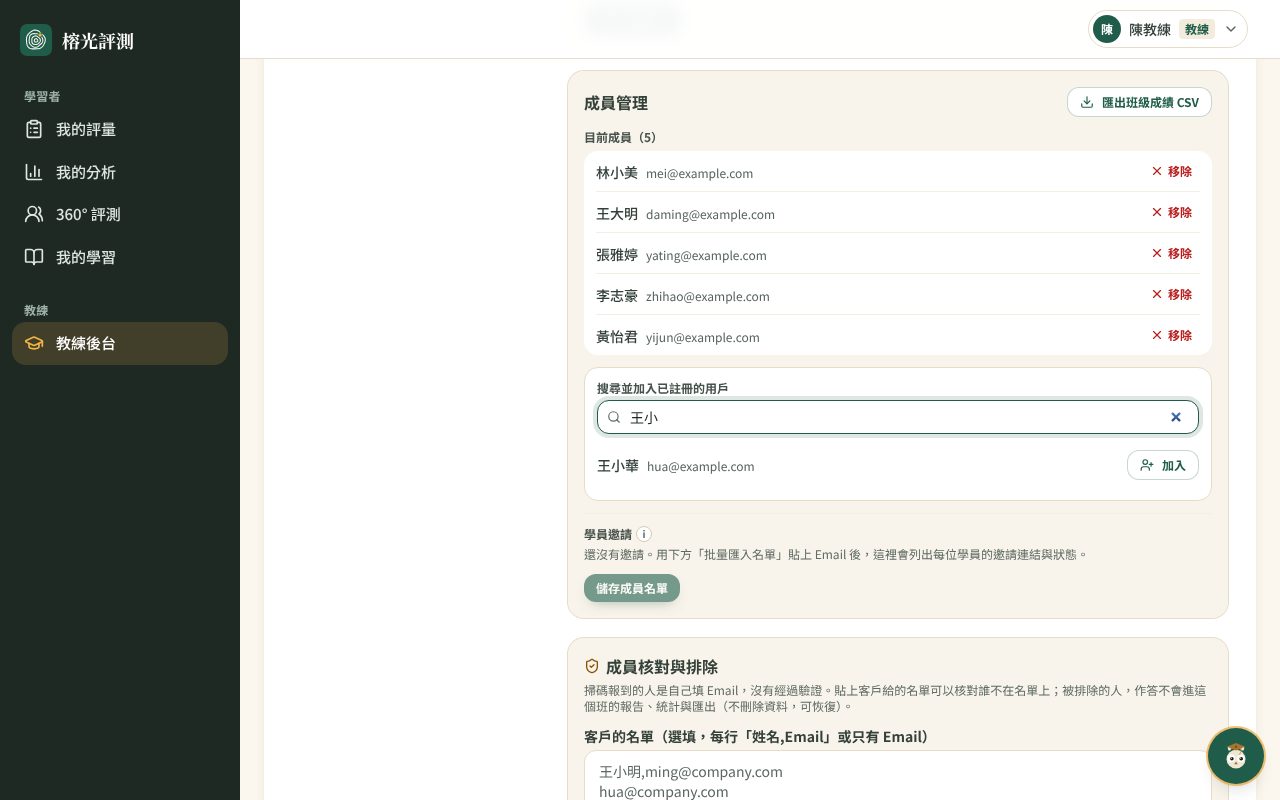 榕光評測
學習者
我的評量
我的分析
360° 評測
我的學習
教練
教練後台
陳 陳教練 教練
成員管理
匯出班級成績 CSV
目前成員（5）
林小美 mei@example.com 移除
王大明 daming@example.com 移除
張雅婷 yating@example.com 移除
李志豪 zhihao@example.com 移除
黃怡君 yijun@example.com 移除
搜尋並加入已註冊的用戶
王小
王小華 hua@example.com 加入
學員邀請 i
還沒有邀請。用下方「批量匯入名單」貼上 Email 後，這裡會列出每位學員的邀請連結與狀態。
儲存成員名單
成員核對與排除
掃碼報到的人是自己填 Email，沒有經過驗證。貼上客戶給的名單可以核對誰不在名單上；被排除的人，作答不會進這
個班的報告、統計與匯出（不刪除資料，可恢復）。
客戶的名單（選填，每行「姓名,Email」或只有 Email）
王小明,ming@company.com
hua@company.com